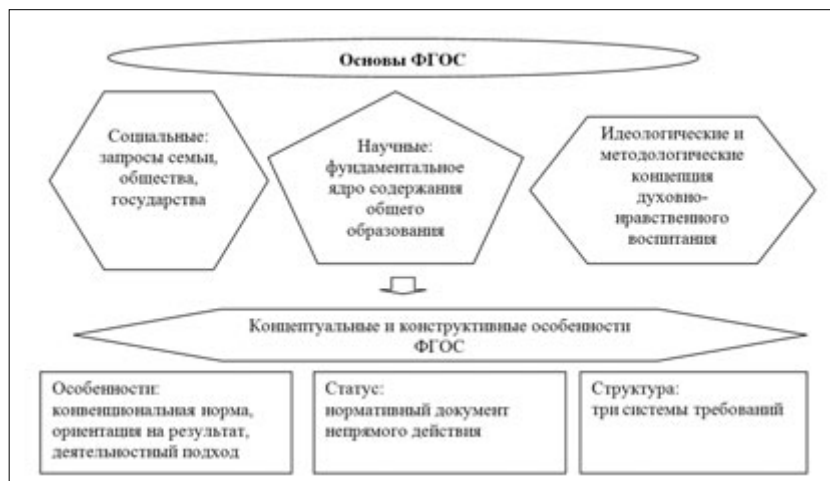 Основы ФГОС
Социальные:
запросы семьи,
общества,
государства
Научные:
фундаментальное
ядро содержания
общего
образования
Идеологические и
методологические
концепция
духовно-
нравственного
воспитания
Концептуальные и конструктивные особенности
ФГОС
Особенности:
конвенциональная норма,
ориентация на результат,
деятельностный подход
Статус:
нормативный документ
непрямого действия
Структура:
три системы требований